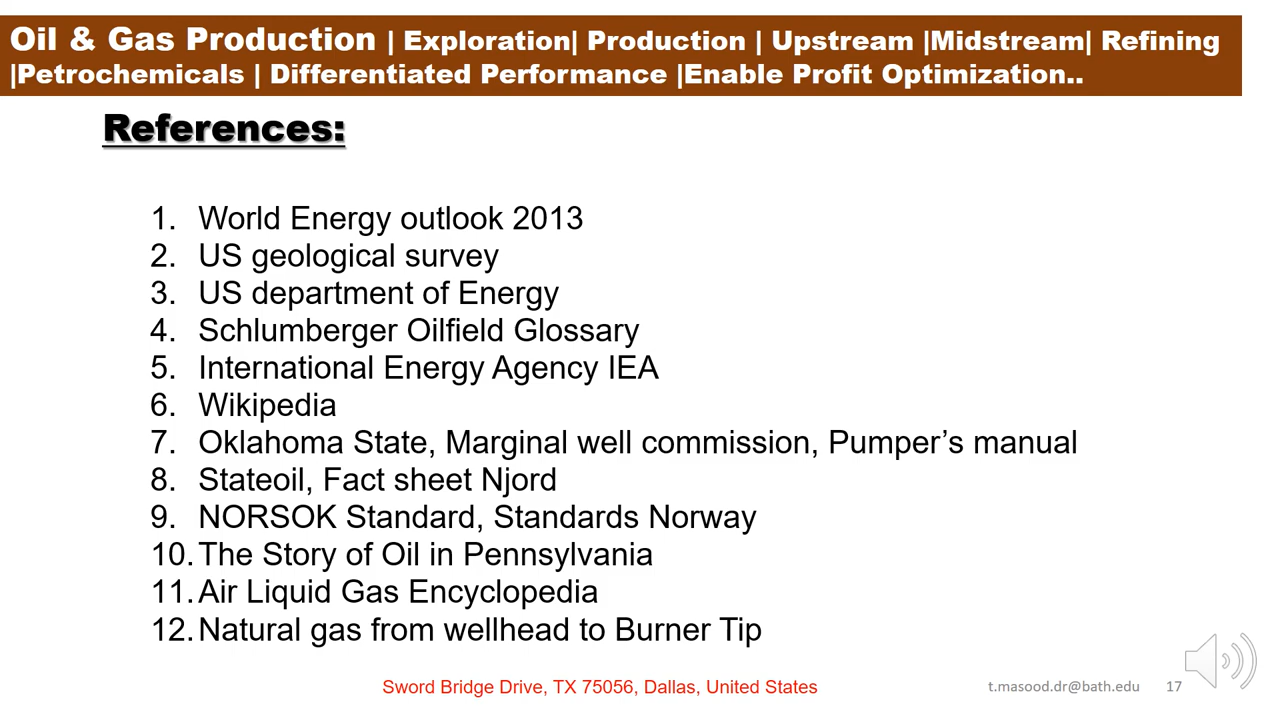 Oil & Gas Production | Exploration| Production | Upstream |Midstream| Refining
|Petrochemicals | Differentiated Performance |Enable Profit Optimization..
References:
1. World Energy outlook 2013
2. US geological survey
3. US department of Energy
4. Schlumberger Oilfield Glossary
5. International Energy Agency IEA
6. Wikipedia
7. Oklahoma State, Marginal well commission, Pumper’s manual
8. Stateoil, Fact sheet Njord
9. NORSOK Standard, Standards Norway
10. The Story of Oil in Pennsylvania
11. Air Liquid Gas Encyclopedia
12. Natural gas from wellhead to Burner Tip
Sword Bridge Drive, TX 75056, Dallas, United States
t.masood.dr@bath.edu 17